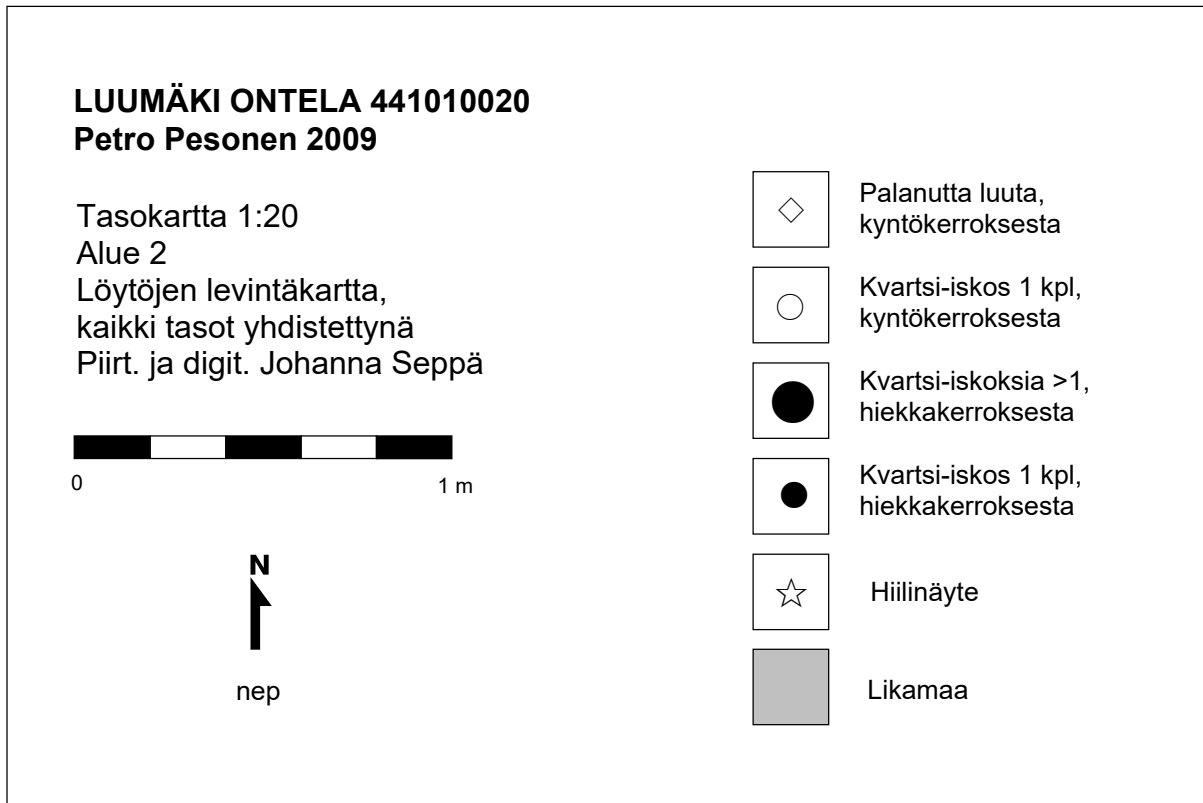 LUUMÄKI ONTELA 441010020
Petro Pesonen 2009
Tasokartta 1:20
Alue 2
Löytöjen levintäkartta,
kaikki tasot yhdistettynä
Piirt. ja digit. Johanna Seppä
0
1 m
N
nep
Palanutta luuta,
kyntökerroksesta
Kvartsi-iskos 1 kpl,
kyntökerroksesta
Kvartsi-iskoksia >1,
hiekkakerroksesta
Kvartsi-iskos 1 kpl,
hiekkakerroksesta
Hiilinäyte
Likamaa